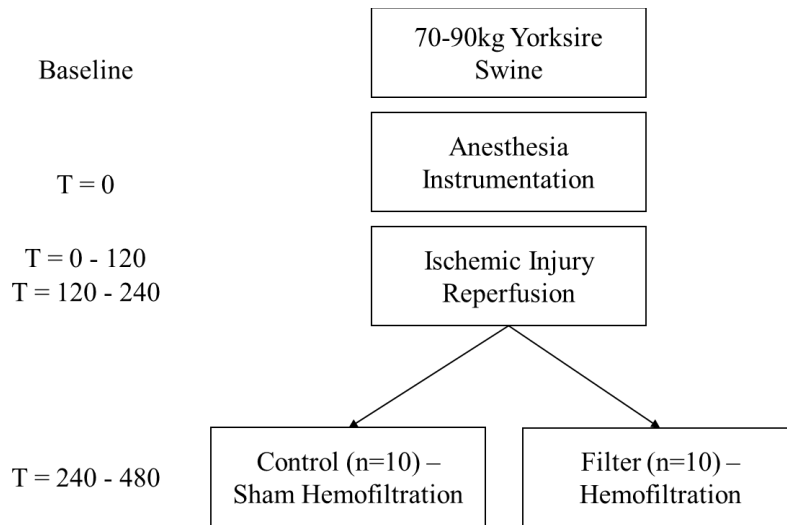 70-90kg Yorksire
Swine
Baseline
Anesthesia
Instrumentation
T = 0
T = 0 - 120
T = 120 - 240
Ischemic Injury
Reperfusion
T = 240 - 480
Control (n=10) –
Sham Hemofiltration
Filter (n=10) –
Hemofiltration